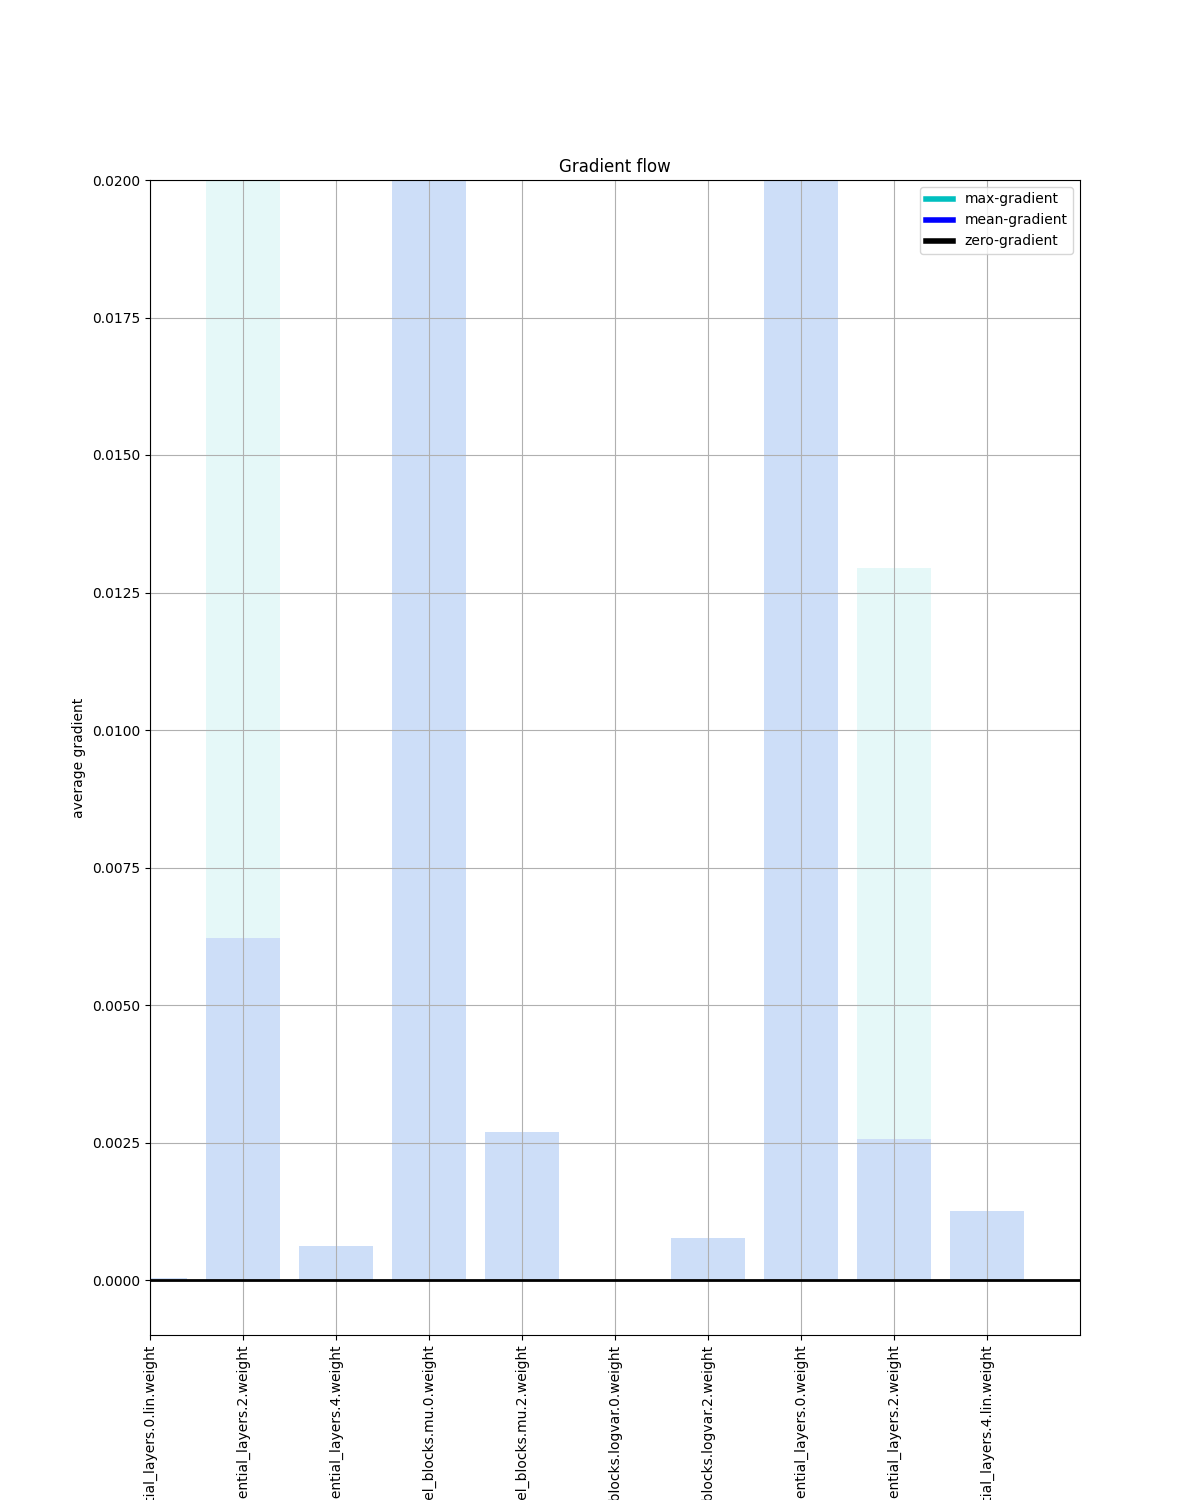 Gradient flow
max-gradient
mean-gradient
zero-gradient
average gradient
0.0200
0.0175
0.0150
0.0125
0.0100
0.0075
0.0050
0.0025
0.0000
tial_layers.0.lin.weight
ential_layers.2.weight
ential_layers.4.weight
el_blocks.mu.0.weight
el_blocks.mu.2.weight
blocks.logvar.0.weight
blocks.logvar.2.weight
ential_layers.0.weight
ential_layers.2.weight
tial_layers.4.lin.weight